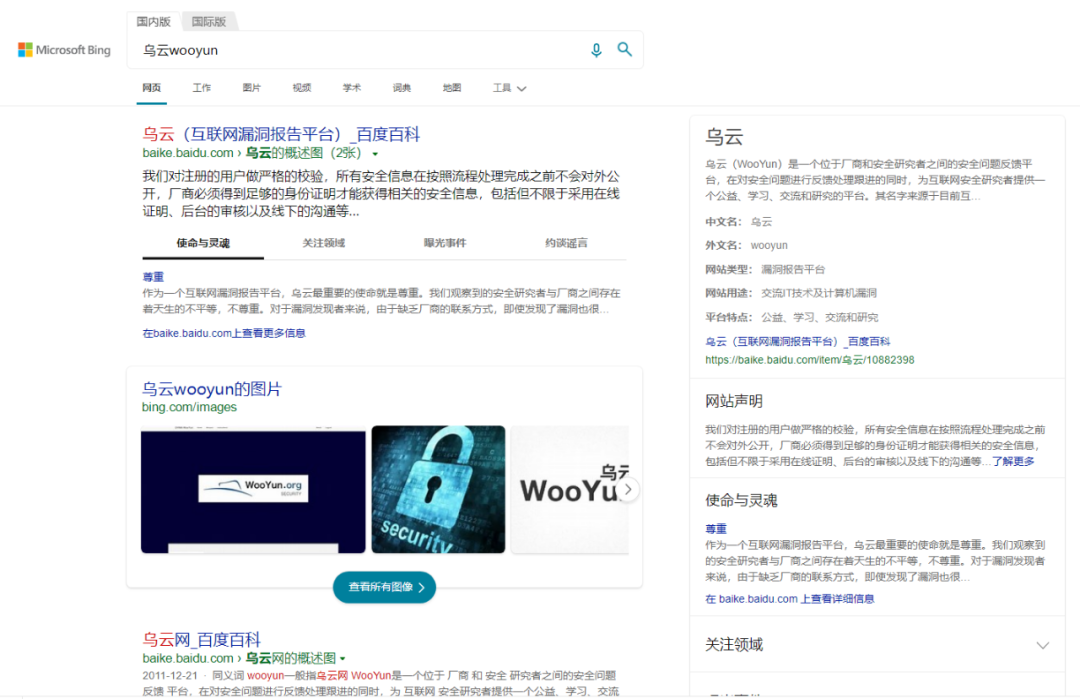 国内版 国际版
Microsoft Bing
乌云wooyun
网页 工作 图片 视频 学术 词典 地图 工具
乌云（互联网漏洞报告平台）_百度百科
baike.baidu.com › 乌云的概述图（2张）
我们对注册的用户做严格的校验，所有安全信息在按照流程处理完成之前不会对外公
开，厂商必须得到足够的身份证明才能获得相关的安全信息，包括但不限于采用在线
证明、后台的审核以及线下的沟通等...
使命与灵魂 关注领域 曝光事件 约谈谣言
尊重
作为一个互联网漏洞报告平台，乌云最重要的使命就是尊重。我们观察到的安全研究者与厂商之间存在
着天生的不平等，不尊重。对于漏洞发现者来说，由于缺乏厂商的联系方式，即使发现了漏洞也很...
在baike.baidu.com上查看更多信息
乌云wooyun的图片
bing.com/images
WooYun.org
SECURITY
security
乌云
WooYu
查看所有图像
乌云网_百度百科
baike.baidu.com › 乌云网的概述图
2011-12-21 · 同义词 wooyun一般指乌云网 WooYun是一个位于 厂商 和 安全 研究者之间的安全问题
反馈 平台，在对安全问题进行反馈处理跟进的同时，为 互联网 安全研究者提供一个公益、学习、交流
乌云
乌云（WooYun）是一个位于厂商和安全研究者之间的安全问题反馈平
台，在对安全问题进行反馈处理跟进的同时，为互联网安全研究者提供一
个公益、学习、交流和研究的平台。其名字来源于目前互...
中文名： 乌云
外文名： wooyun
网站类型： 漏洞报告平台
网站用途： 交流IT技术及计算机漏洞
平台特点： 公益、学习、交流和研究
乌云（互联网漏洞报告平台）_百度百科
https://baike.baidu.com/item/乌云/10882398
网站声明
我们对注册的用户做严格的校验，所有安全信息在按照流程处理完成之前
不会对外公开，厂商必须得到足够的身份证明才能获得相关的安全信息，
包括但不限于采用在线证明、后台的审核以及线下的沟通等...了解更多
使命与灵魂
尊重
作为一个互联网漏洞报告平台，乌云最重要的使命就是尊重。我们观察到
的安全研究者与厂商之间存在着天生的不平等，不尊重。对于漏洞发现者
来说，由于缺乏厂商的联系方式，即使发现了漏洞也很...
在 baike.baidu.com 上查看详细信息
关注领域